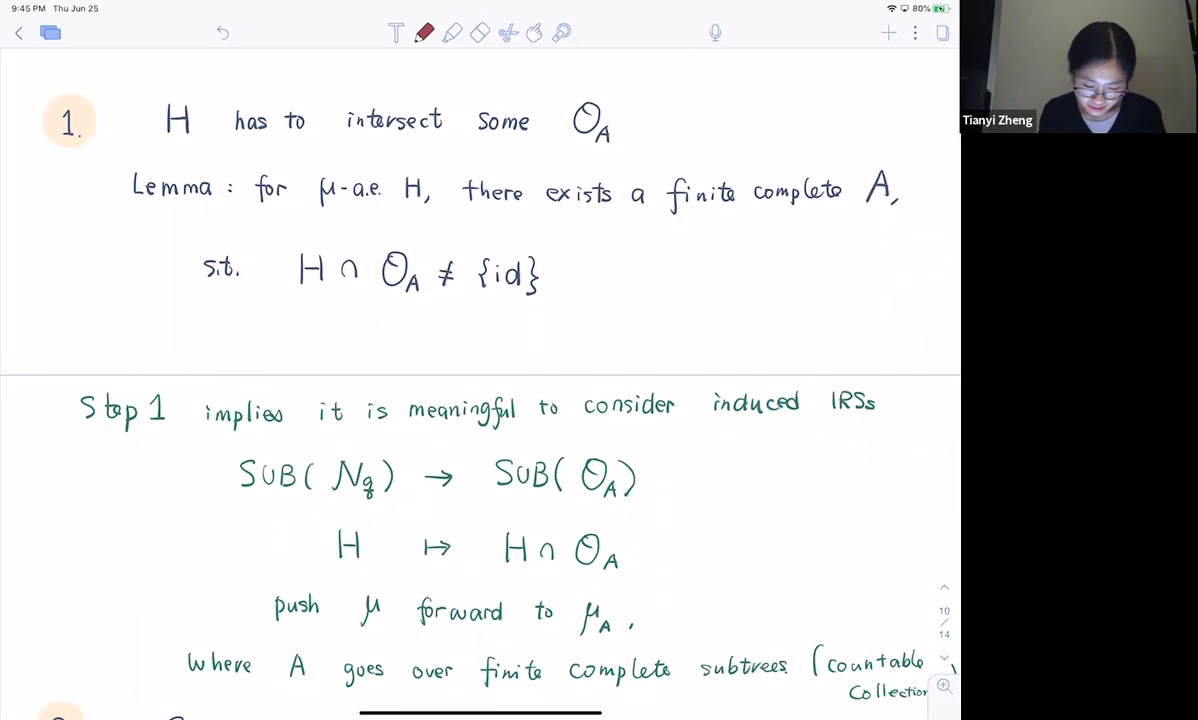 9:45 PM Thu Jun 25
80%
Tianyi Zheng
1. H has to intersect some 𝒪_A
Lemma : for μ-a.e. H, there exists a finite complete A,
s.t. H ∩ 𝒪_A ≠ {id}
Step 1 implies it is meaningful to consider induced IRSs
SUB( N_q ) → SUB( 𝒪_A )
H ↦ H ∩ 𝒪_A
push μ forward to μ_A,
where A goes over finite complete subtrees (countable
collection
10
/
14